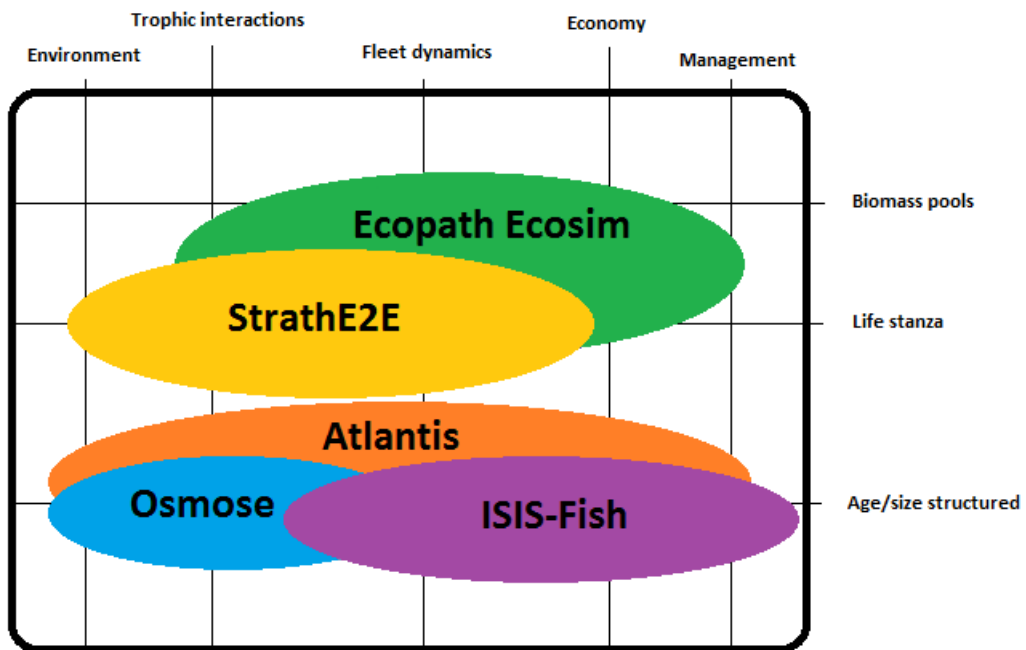 Trophic interactions
Economy
Environment
Fleet dynamics
Management
Biomass pools
Ecopath Ecosim
StrathE2E
Life stanza
Atlantis
Osmose
ISIS-Fish
Age/size structured